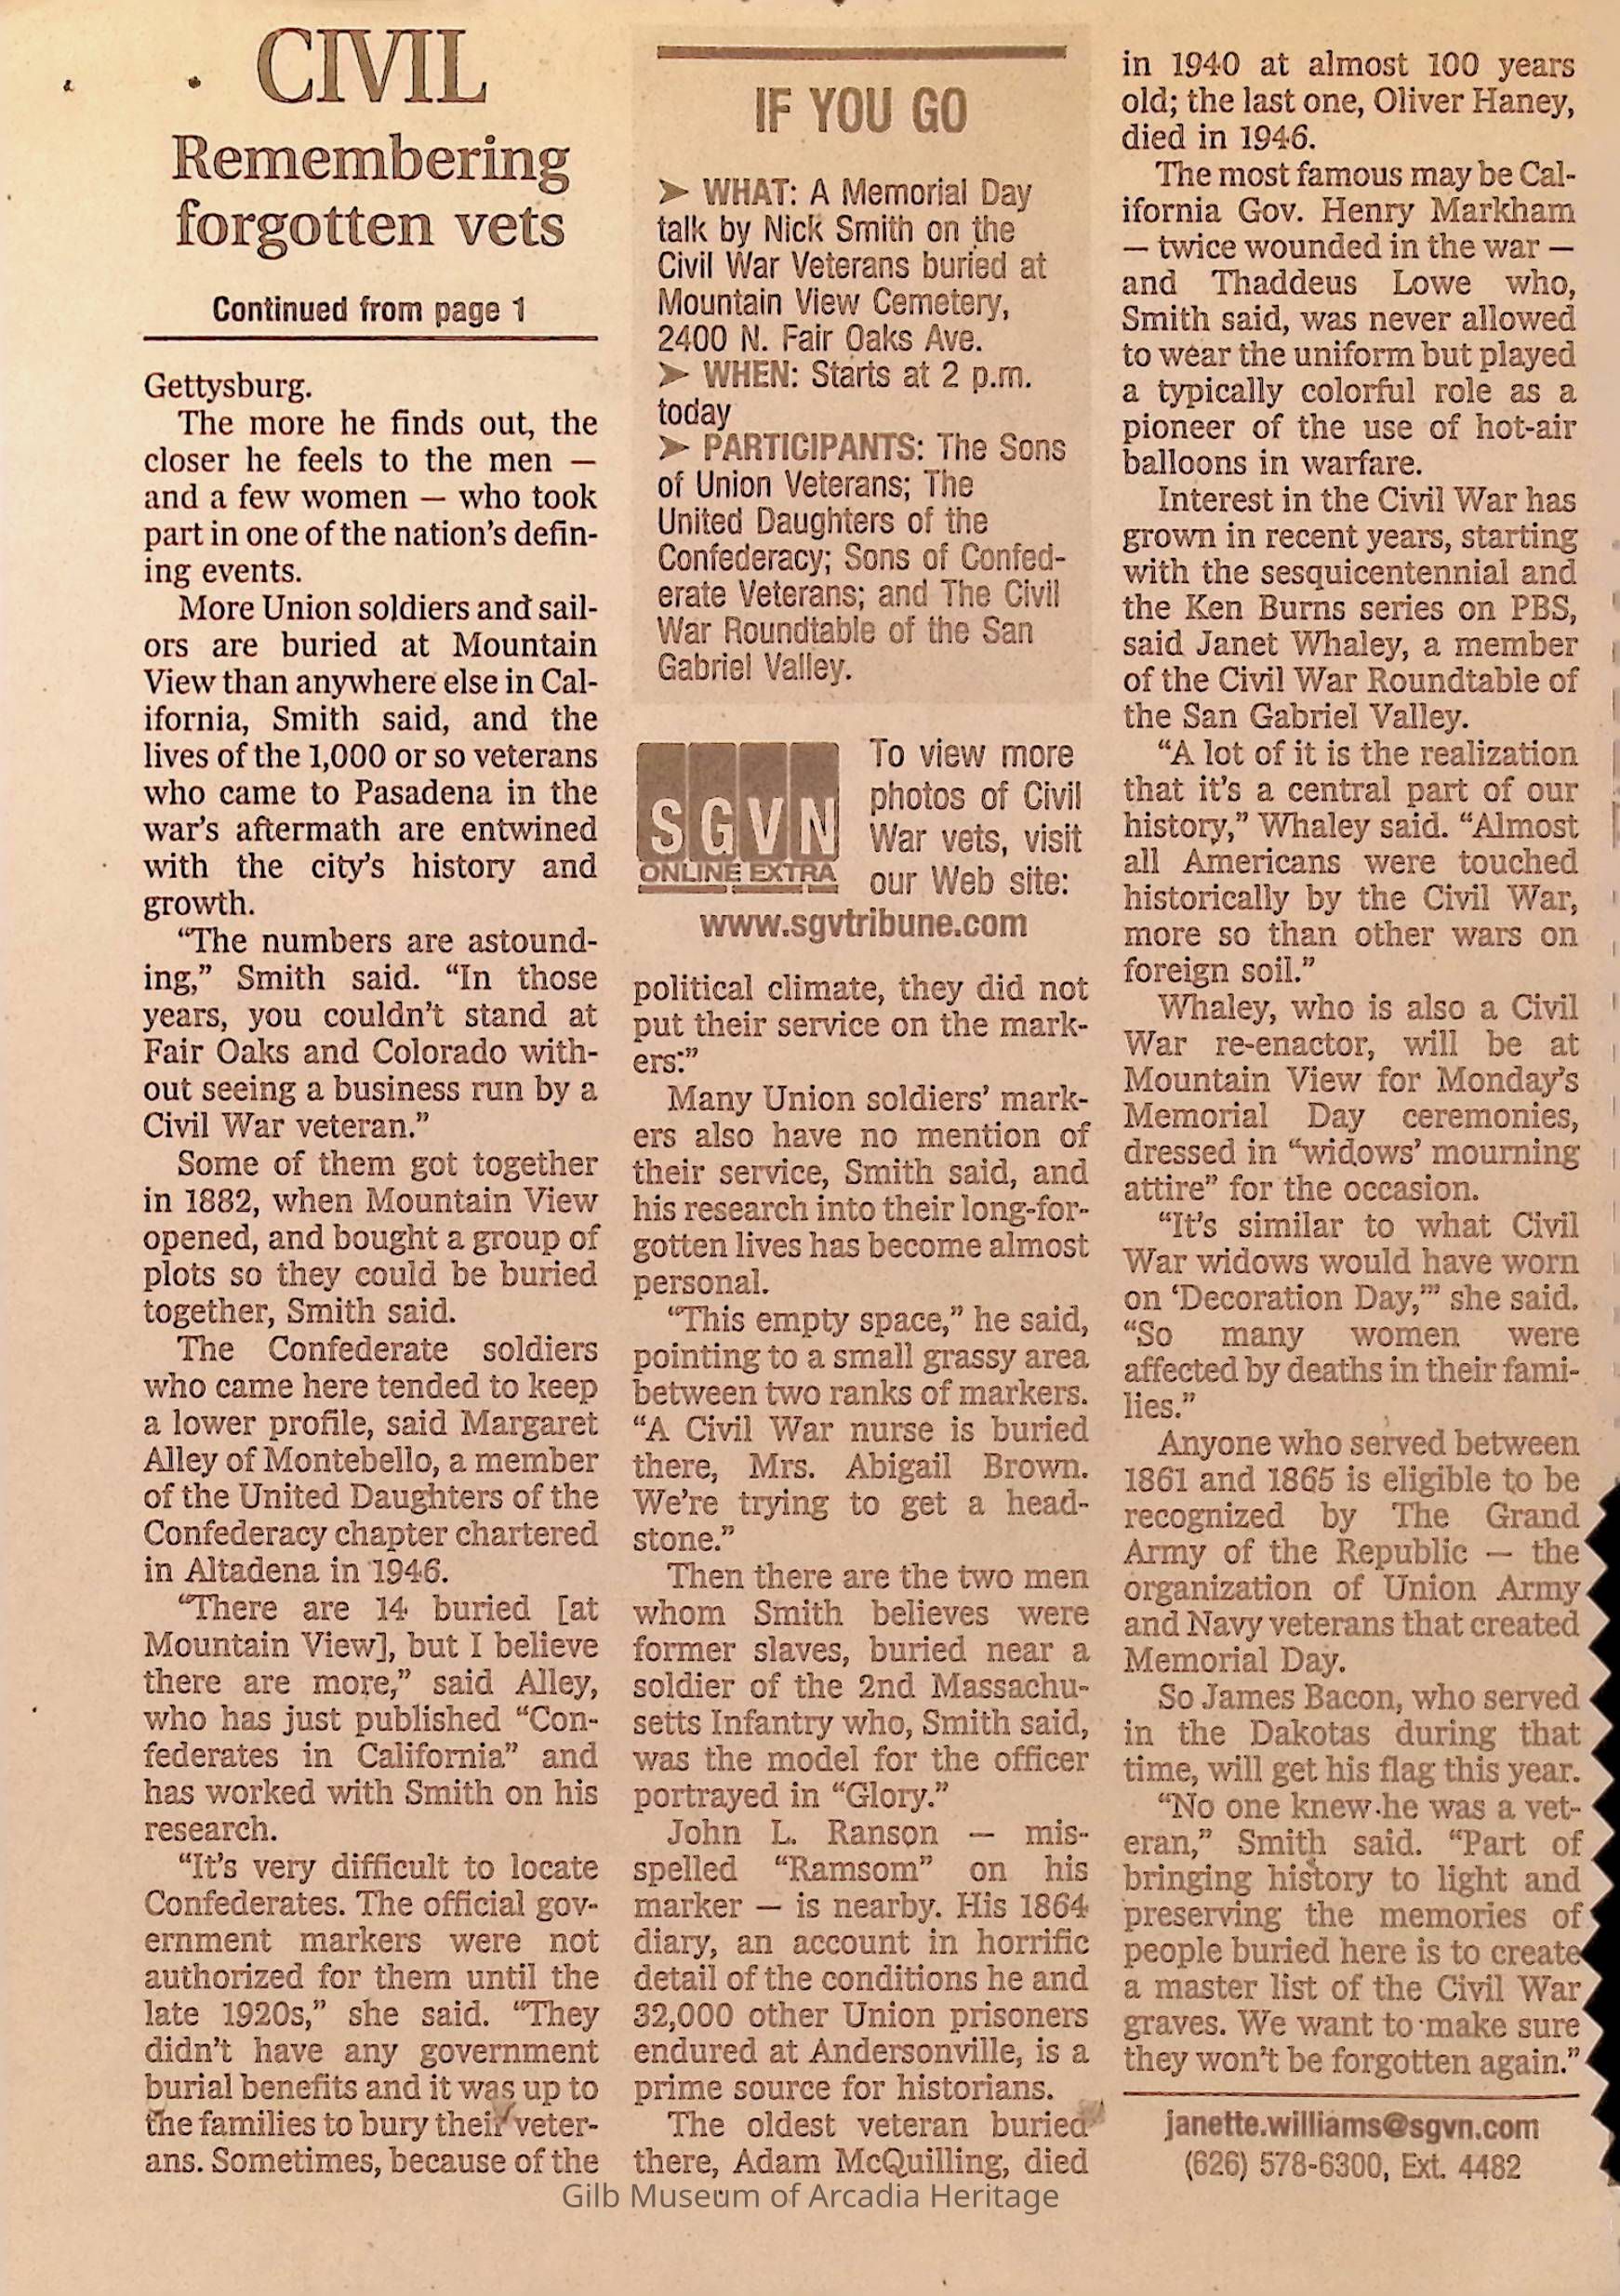 CIVIL
Remembering
forgotten vets
Continued from page 1
Gettysburg.
The more he finds out, the
closer he feels to the men —
and a few women — who took
part in one of the nation's defin-
ing events.
More Union soldiers and sail-
ors are buried at Mountain
View than anywhere else in Cal-
ifornia, Smith said, and the
lives of the 1,000 or so veterans
who came to Pasadena in the
war's aftermath are entwined
with the city's history and
growth.
“The numbers are astound-
ing,” Smith said. “In those
years, you couldn't stand at
Fair Oaks and Colorado with-
out seeing a business run by a
Civil War veteran.”
Some of them got together
in 1882, when Mountain View
opened, and bought a group of
plots so they could be buried
together, Smith said.
The Confederate soldiers
who came here tended to keep
a lower profile, said Margaret
Alley of Montebello, a member
of the United Daughters of the
Confederacy chapter chartered
in Altadena in 1946.
“There are 14 buried [at
Mountain View], but I believe
there are more,” said Alley,
who has just published “Con-
federates in California” and
has worked with Smith on his
research.
“It's very difficult to locate
Confederates. The official gov-
ernment markers were not
authorized for them until the
late 1920s,” she said. “They
didn't have any government
burial benefits and it was up to
the families to bury their veter-
ans. Sometimes, because of the
IF YOU GO
➤ WHAT: A Memorial Day
talk by Nick Smith on the
Civil War Veterans buried at
Mountain View Cemetery,
2400 N. Fair Oaks Ave.
➤ WHEN: Starts at 2 p.m.
today
➤ PARTICIPANTS: The Sons
of Union Veterans; The
United Daughters of the
Confederacy; Sons of Confed-
erate Veterans; and The Civil
War Roundtable of the San
Gabriel Valley.
SGVN
ONLINE EXTRA
To view more
photos of Civil
War vets, visit
our Web site:
www.sgvtribune.com
political climate, they did not
put their service on the mark-
ers:”
Many Union soldiers' mark-
ers also have no mention of
their service, Smith said, and
his research into their long-for-
gotten lives has become almost
personal.
“This empty space,” he said,
pointing to a small grassy area
between two ranks of markers.
“A Civil War nurse is buried
there, Mrs. Abigail Brown.
We're trying to get a head-
stone.”
Then there are the two men
whom Smith believes were
former slaves, buried near a
soldier of the 2nd Massachu-
setts Infantry who, Smith said,
was the model for the officer
portrayed in “Glory.”
John L. Ranson — mis-
spelled “Ramsom” on his
marker — is nearby. His 1864
diary, an account in horrific
detail of the conditions he and
32,000 other Union prisoners
endured at Andersonville, is a
prime source for historians.
The oldest veteran buried
there, Adam McQuilling, died
in 1940 at almost 100 years
old; the last one, Oliver Haney,
died in 1946.
The most famous may be Cal-
ifornia Gov. Henry Markham
— twice wounded in the war —
and Thaddeus Lowe who,
Smith said, was never allowed
to wear the uniform but played
a typically colorful role as a
pioneer of the use of hot-air
balloons in warfare.
Interest in the Civil War has
grown in recent years, starting
with the sesquicentennial and
the Ken Burns series on PBS,
said Janet Whaley, a member
of the Civil War Roundtable of
the San Gabriel Valley.
“A lot of it is the realization
that it's a central part of our
history,” Whaley said. “Almost
all Americans were touched
historically by the Civil War,
more so than other wars on
foreign soil.”
Whaley, who is also a Civil
War re-enactor, will be at
Mountain View for Monday's
Memorial Day ceremonies,
dressed in “widows' mourning
attire” for the occasion.
“It's similar to what Civil
War widows would have worn
on ‘Decoration Day,’” she said.
“So many women were
affected by deaths in their fami-
lies.”
Anyone who served between
1861 and 1865 is eligible to be
recognized by The Grand
Army of the Republic — the
organization of Union Army
and Navy veterans that created
Memorial Day.
So James Bacon, who served
in the Dakotas during that
time, will get his flag this year.
“No one knew he was a vet-
eran,” Smith said. “Part of
bringing history to light and
preserving the memories of
people buried here is to create
a master list of the Civil War
graves. We want to make sure
they won't be forgotten again.”
janette.williams@sgvn.com
(626) 578-6300, Ext. 4482
Gilb Museum of Arcadia Heritage